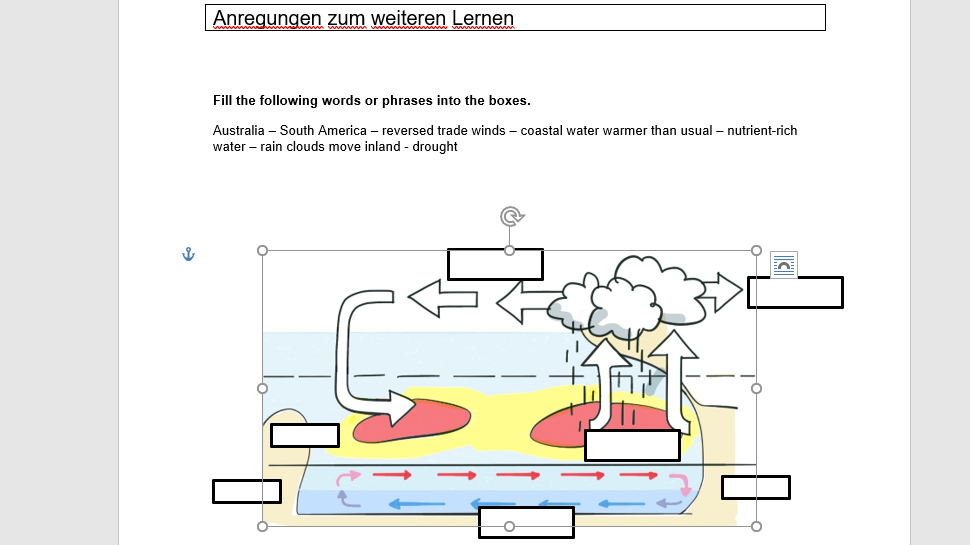 Anregungen zum weiteren Lernen
Fill the following words or phrases into the boxes.
Australia – South America – reversed trade winds – coastal water warmer than usual – nutrient-rich
water – rain clouds move inland - drought